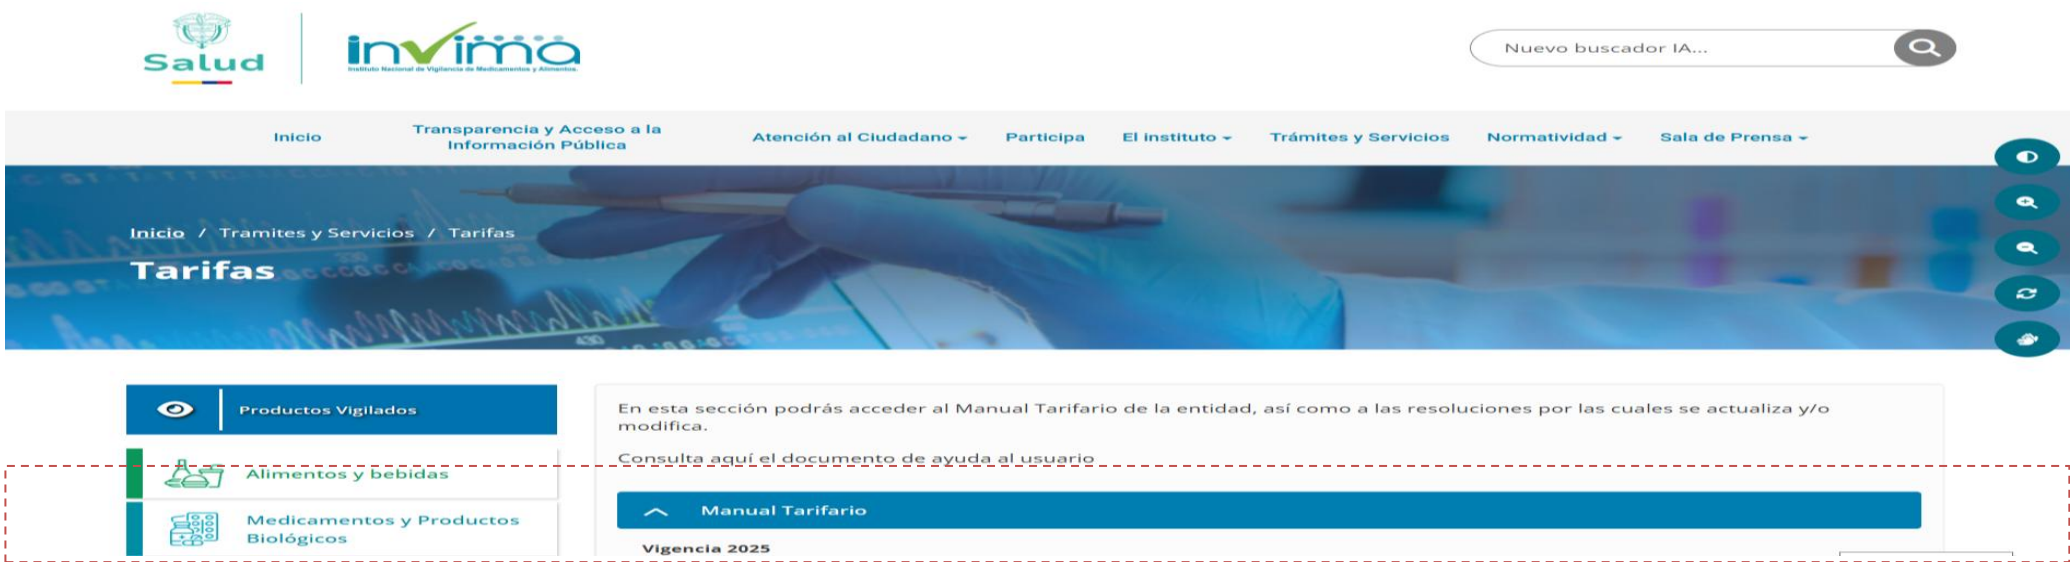 Salud
invima
Instituto Nacional de Vigilancia de Medicamentos y Alimentos.
Nuevo buscador IA...
Inicio
Transparencia y Acceso a la
Información Pública
Atención al Ciudadano
Participa
El instituto
Trámites y Servicios
Normatividad
Sala de Prensa
Inicio / Tramites y Servicios / Tarifas
Tarifas
Productos Vigilados
Alimentos y bebidas
Medicamentos y Productos
Biológicos
En esta sección podrás acceder al Manual Tarifario de la entidad, así como a las resoluciones por las cuales se actualiza y/o
modifica.
Consulta aquí el documento de ayuda al usuario
Manual Tarifario
Vigencia 2025